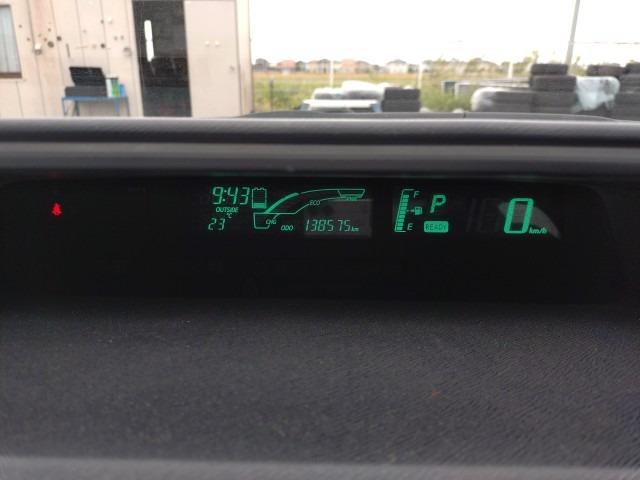 9:43
OUTSIDE
23 °C
ECO
CHG
ODO 138575 km
F
P
E
READY
0 km/h